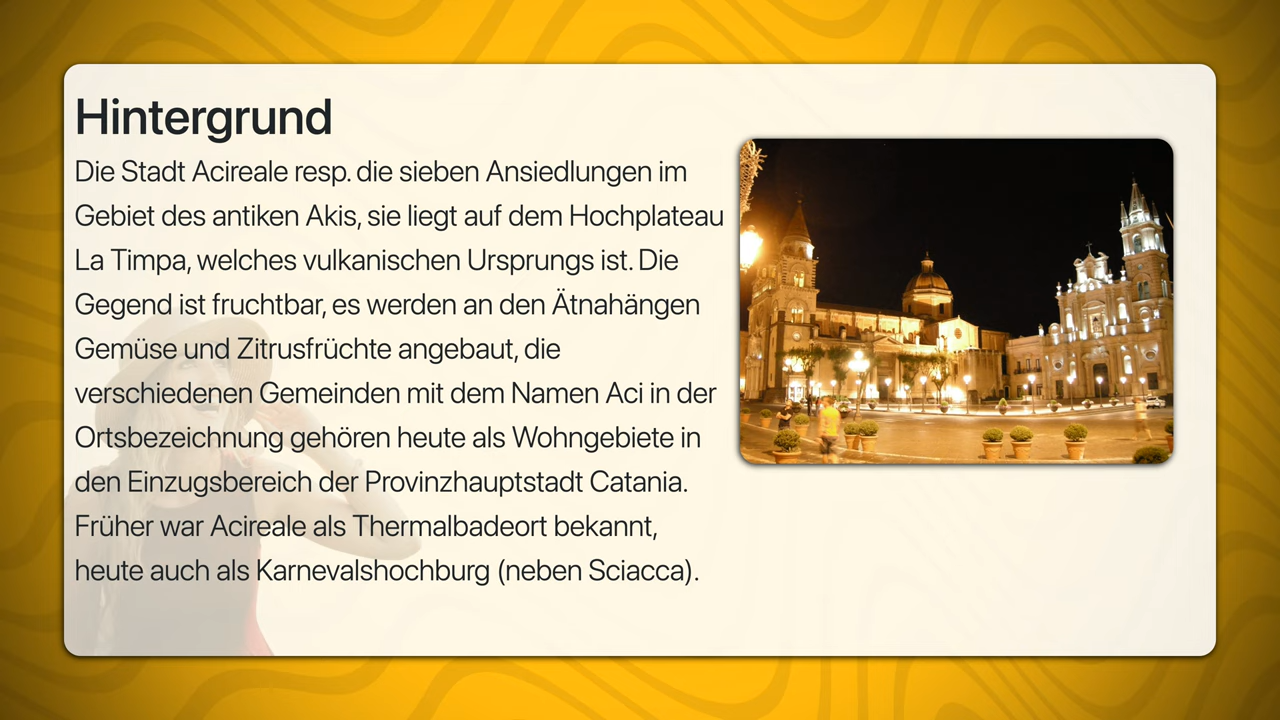 Hintergrund
Die Stadt Acireale resp. die sieben Ansiedlungen im
Gebiet des antiken Akis, sie liegt auf dem Hochplateau
La Timpa, welches vulkanischen Ursprungs ist. Die
Gegend ist fruchtbar, es werden an den Ätnahängen
Gemüse und Zitrusfrüchte angebaut, die
verschiedenen Gemeinden mit dem Namen Aci in der
Ortsbezeichnung gehören heute als Wohngebiete in
den Einzugsbereich der Provinzhauptstadt Catania.
Früher war Acireale als Thermalbadeort bekannt,
heute auch als Karnevalshochburg (neben Sciacca).